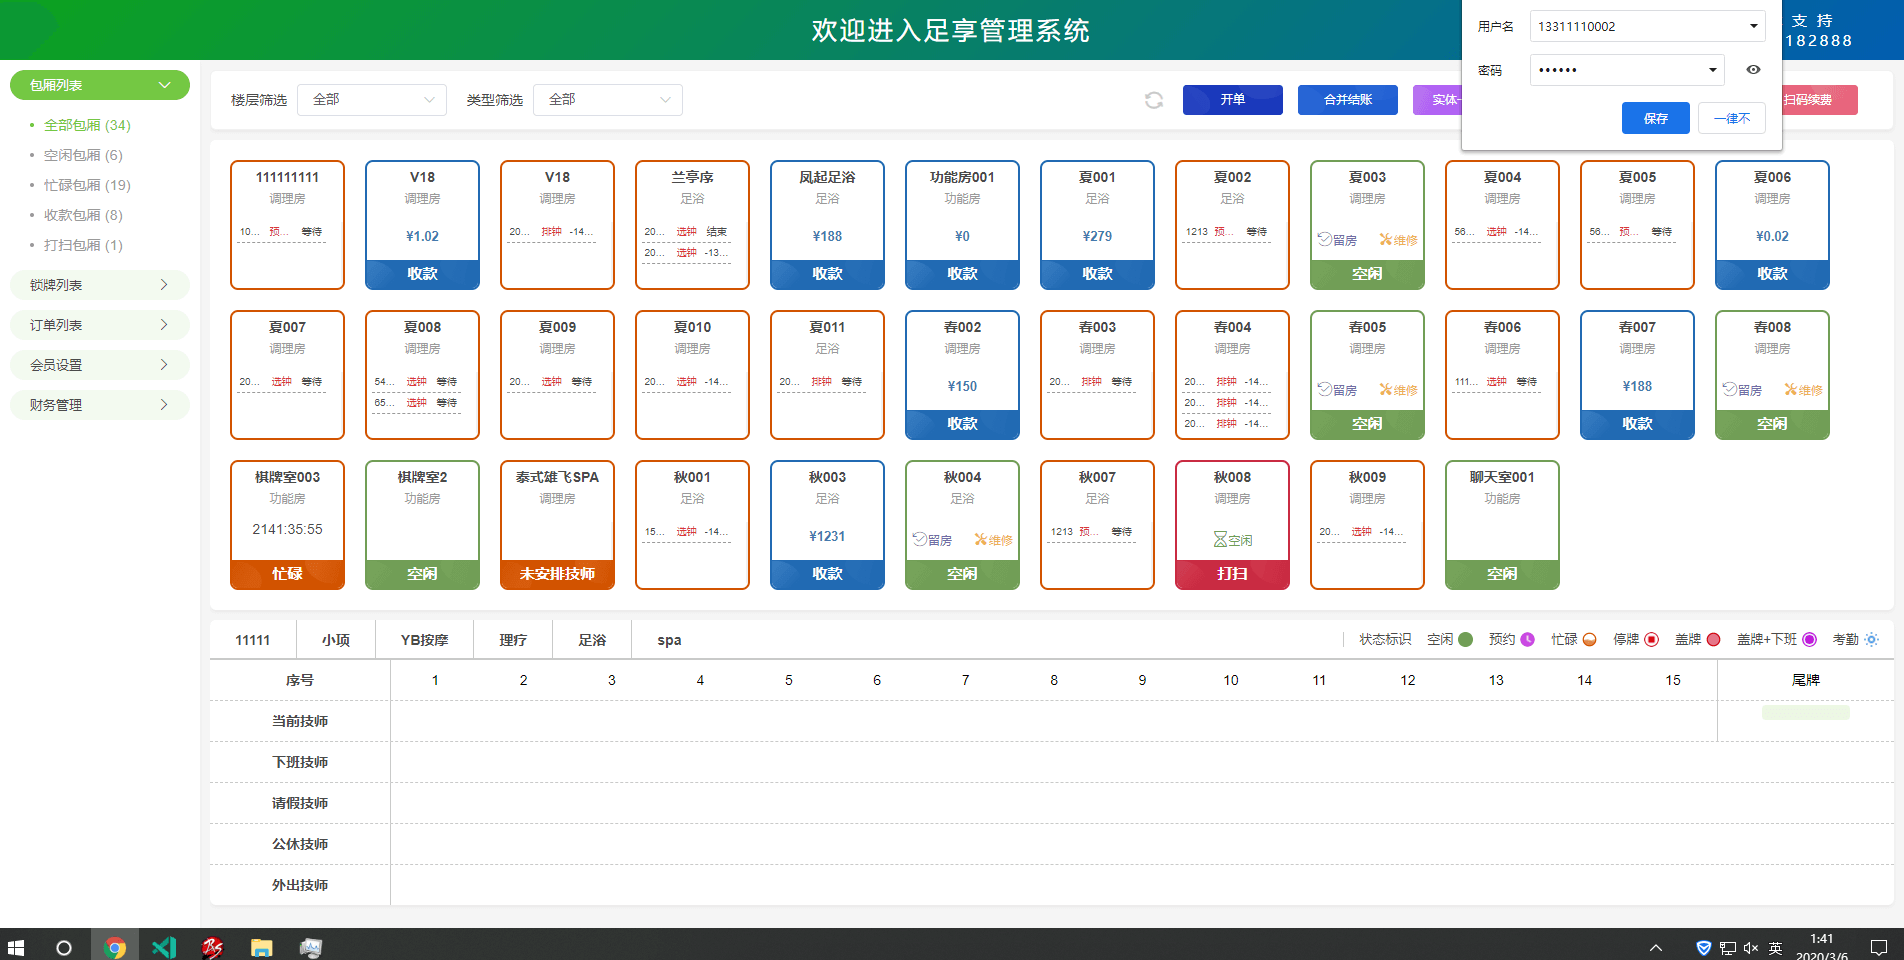 欢迎进入足享管理系统
支 持
182888
用户名 13311110002
密码 ••••••
保存 一律不
包厢列表
• 全部包厢 (34)
• 空闲包厢 (6)
• 忙碌包厢 (19)
• 收款包厢 (8)
• 打扫包厢 (1)
锁牌列表
订单列表
会员设置
财务管理
楼层筛选 全部 类型筛选 全部 开单 合并结账 实体 扫码续费
111111111
调理房
10... 预... 等待
V18
调理房
¥1.02
收款
V18
调理房
20... 排钟 -14...
兰亭序
足浴
20... 选钟 结束
20... 选钟 -13...
凤起足浴
足浴
¥188
收款
功能房001
功能房
¥0
收款
夏001
足浴
¥279
收款
夏002
足浴
1213 预... 等待
夏003
调理房
留房 维修
空闲
夏004
调理房
56... 选钟 -14...
夏005
调理房
56... 预... 等待
夏006
调理房
¥0.02
收款
夏007
调理房
20... 选钟 等待
夏008
调理房
54... 选钟 等待
65... 选钟 等待
夏009
调理房
20... 选钟 等待
夏010
调理房
20... 选钟 -14...
夏011
足浴
20... 排钟 等待
春002
调理房
¥150
收款
春003
调理房
20... 排钟 等待
春004
调理房
20... 排钟 -14...
20... 排钟 -14...
20... 排钟 -14...
春005
调理房
留房 维修
空闲
春006
调理房
111... 选钟 等待
春007
调理房
¥188
收款
春008
调理房
留房 维修
空闲
棋牌室003
功能房
2141:35:55
忙碌
棋牌室2
功能房
空闲
泰式雄飞SPA
调理房
未安排技师
秋001
足浴
15... 选钟 -14...
秋003
足浴
¥1231
收款
秋004
足浴
留房 维修
空闲
秋007
足浴
1213 预... 等待
秋008
调理房
空闲
打扫
秋009
调理房
20... 选钟 -14...
聊天室001
功能房
空闲
11111 小项 YB按摩 理疗 足浴 spa 状态标识 空闲 预约 忙碌 停牌 盖牌 盖牌+下班 考勤
序号 1 2 3 4 5 6 7 8 9 10 11 12 13 14 15 尾牌
当前技师
下班技师
请假技师
公休技师
外出技师
英 1:41
2020/3/6